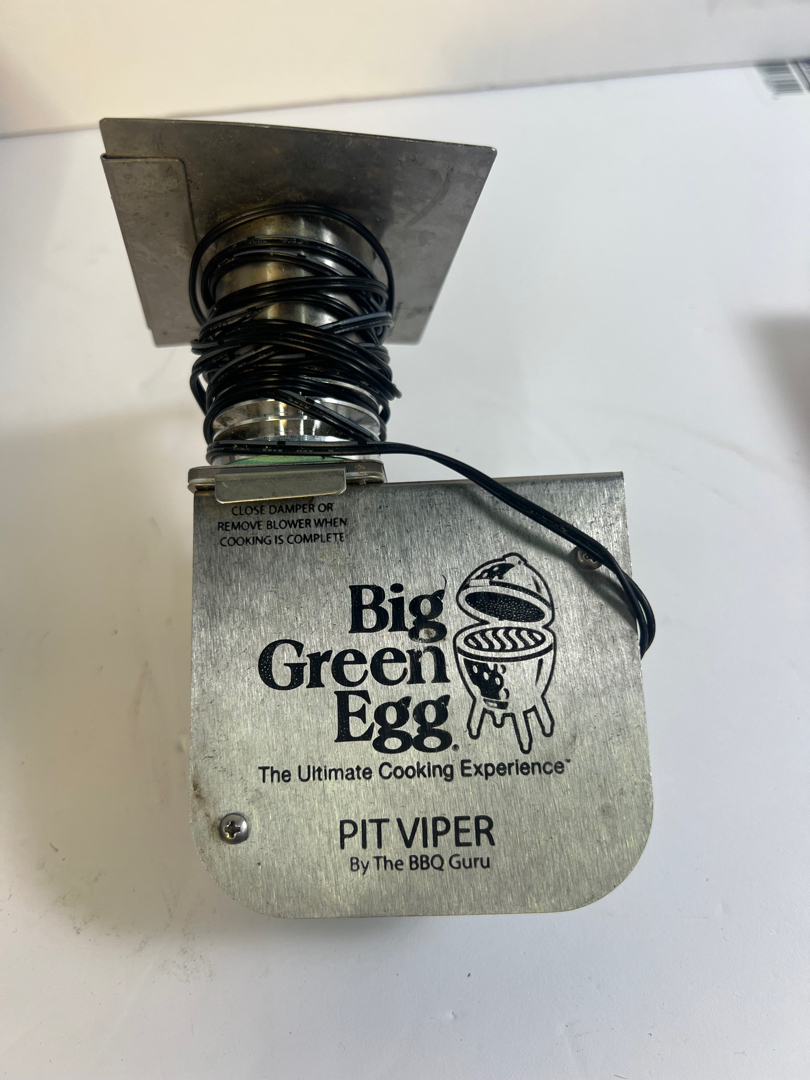 CLOSE DAMPER OR
REMOVE BLOWER WHEN
COOKING IS COMPLETE
Big
Green
Egg®
The Ultimate Cooking Experience™
PIT VIPER
By The BBQ Guru